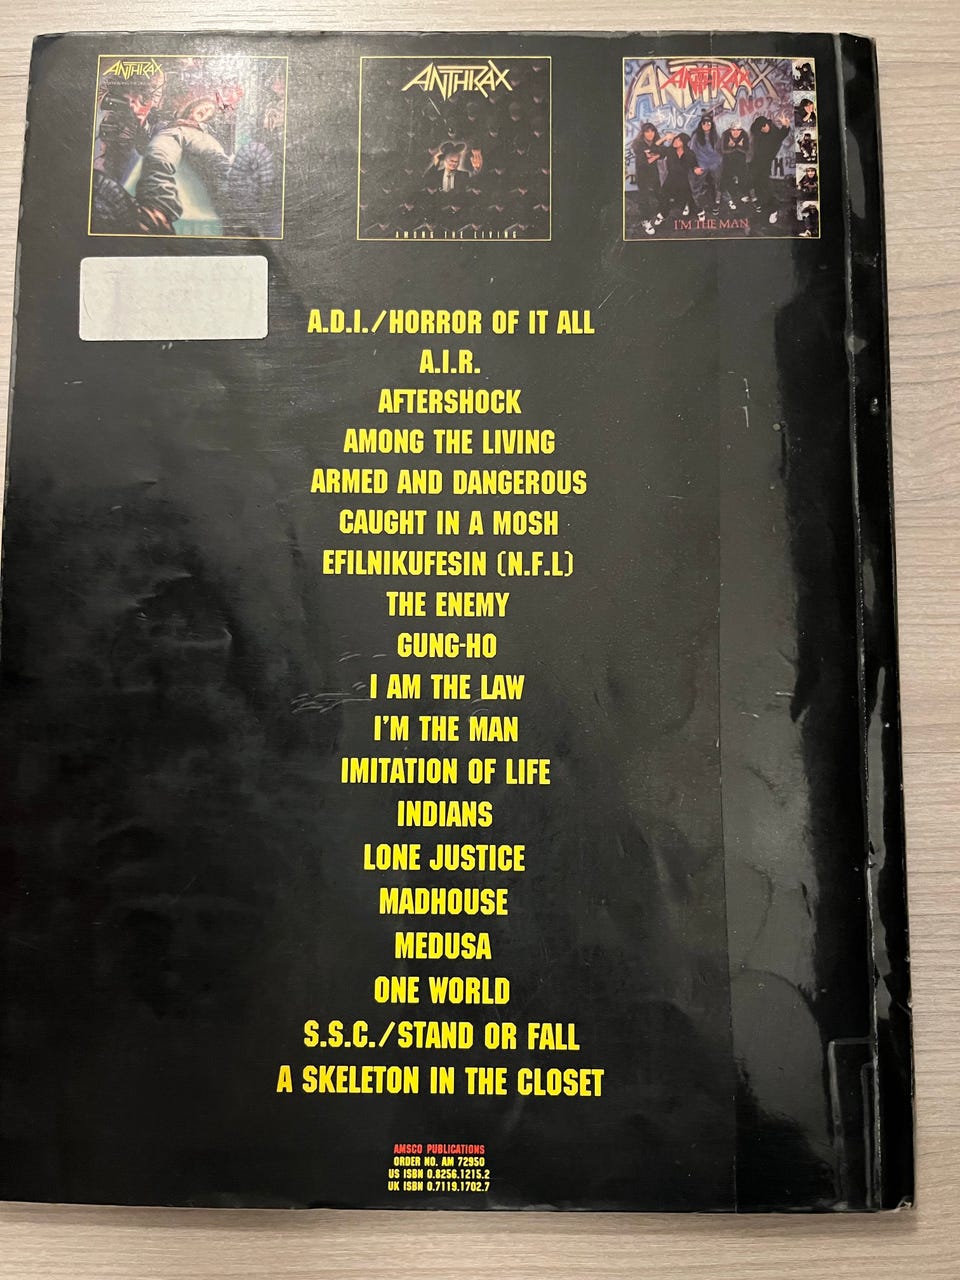 ANTHRAX
ANTHRAX
AMONG THE LIVING
ANTHRAX
NOT
NO?
I'M THE MAN
A.D.I./HORROR OF IT ALL
A.I.R.
AFTERSHOCK
AMONG THE LIVING
ARMED AND DANGEROUS
CAUGHT IN A MOSH
EFILNIKUFESIN (N.F.L)
THE ENEMY
GUNG-HO
I AM THE LAW
I'M THE MAN
IMITATION OF LIFE
INDIANS
LONE JUSTICE
MADHOUSE
MEDUSA
ONE WORLD
S.S.C./STAND OR FALL
A SKELETON IN THE CLOSET
AMSCO PUBLICATIONS
ORDER NO. AM 72950
US ISBN 0.8256.1215.2
UK ISBN 0.7119.1702.7